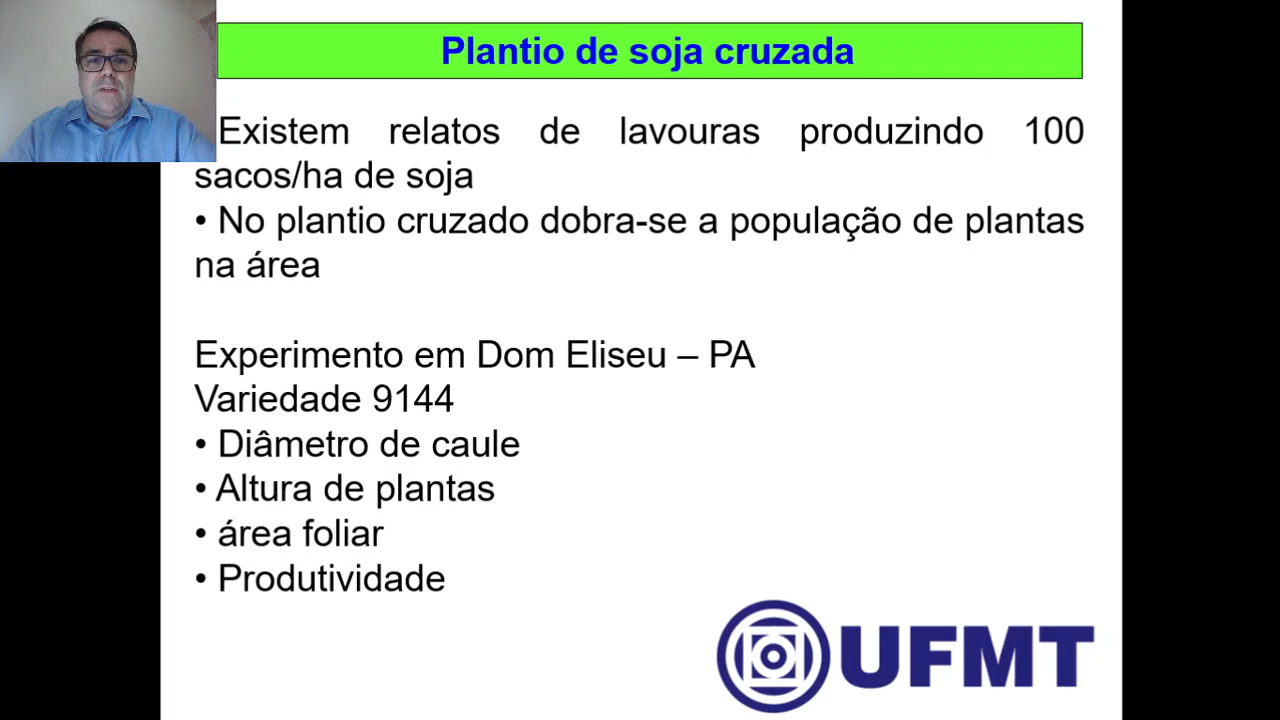 Plantio de soja cruzada
Existem relatos de lavouras produzindo 100
sacos/ha de soja
• No plantio cruzado dobra-se a população de plantas
na área
Experimento em Dom Eliseu – PA
Variedade 9144
• Diâmetro de caule
• Altura de plantas
• área foliar
• Produtividade
UFMT